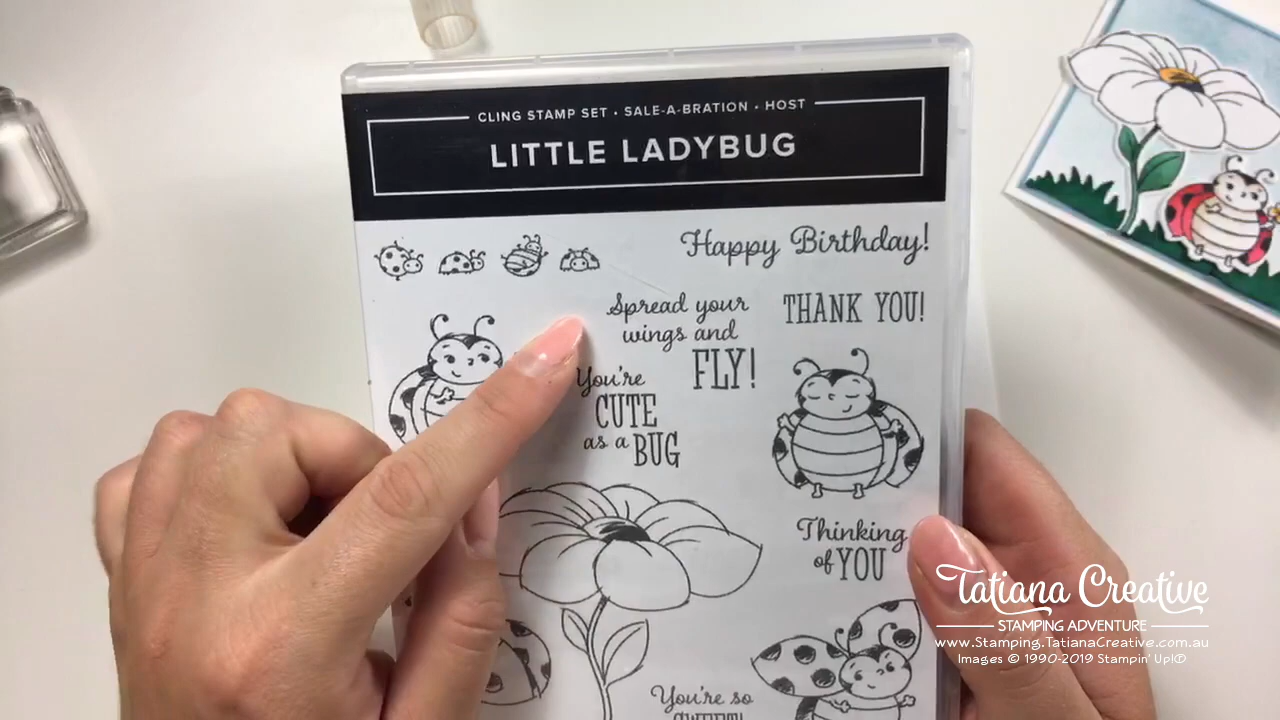 CLING STAMP SET • SALE-A-BRATION • HOST
LITTLE LADYBUG
Happy Birthday!
Spread your
wings and
FLY!
THANK YOU!
You're
CUTE
as a
BUG
Thinking
of YOU
You're so
SWEET!
Tatiana Creative
STAMPING ADVENTURE
www.Stamping.TatianaCreative.com.au
Images © 1990-2019 Stampin' Up!®